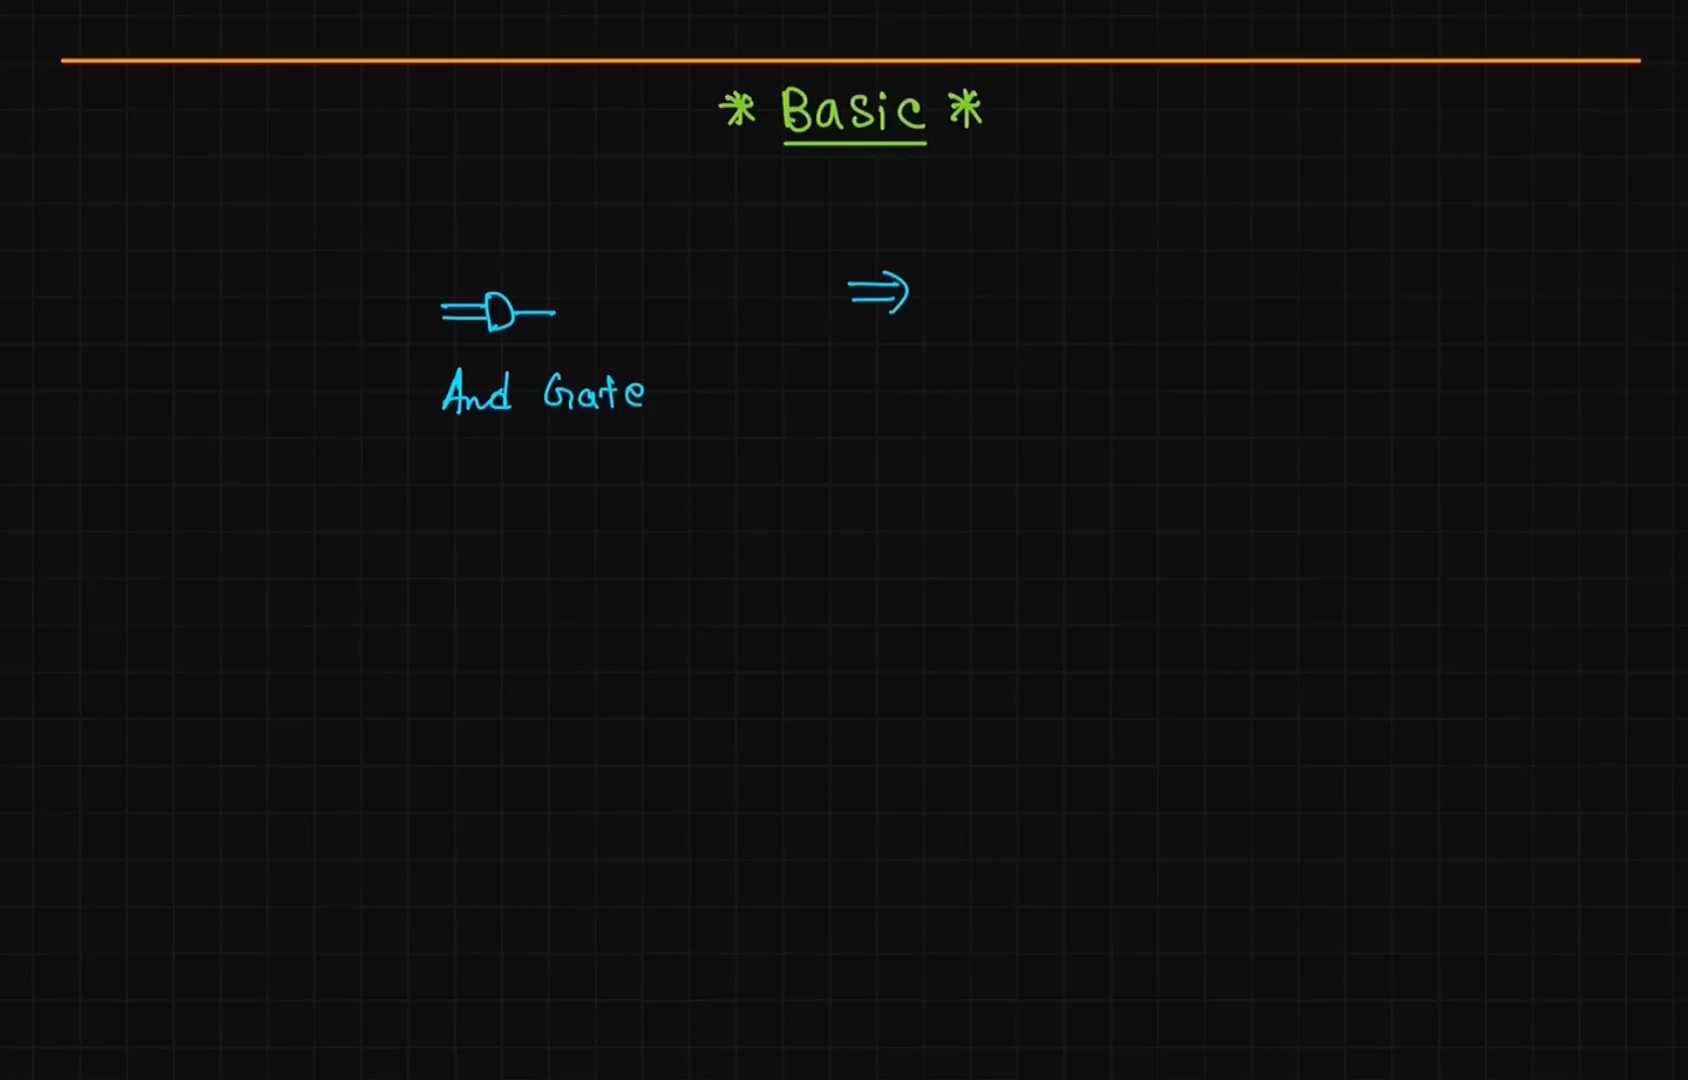 * Basic *
⇒
And Gate